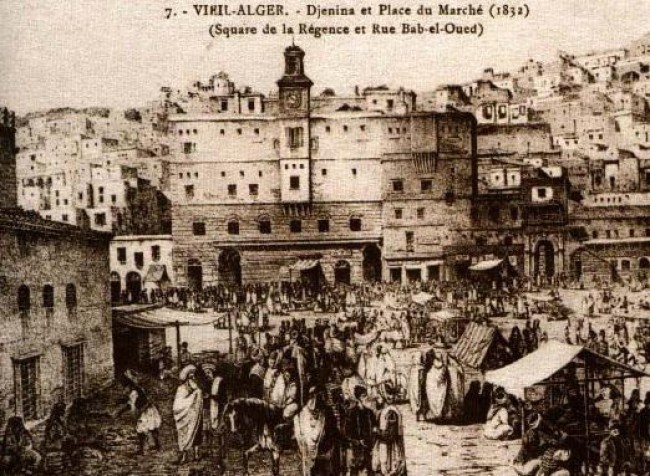 7. - VIEIL-ALGER. - Djenina et Place du Marché (1832)
(Square de la Régence et Rue Bab-el-Oued)